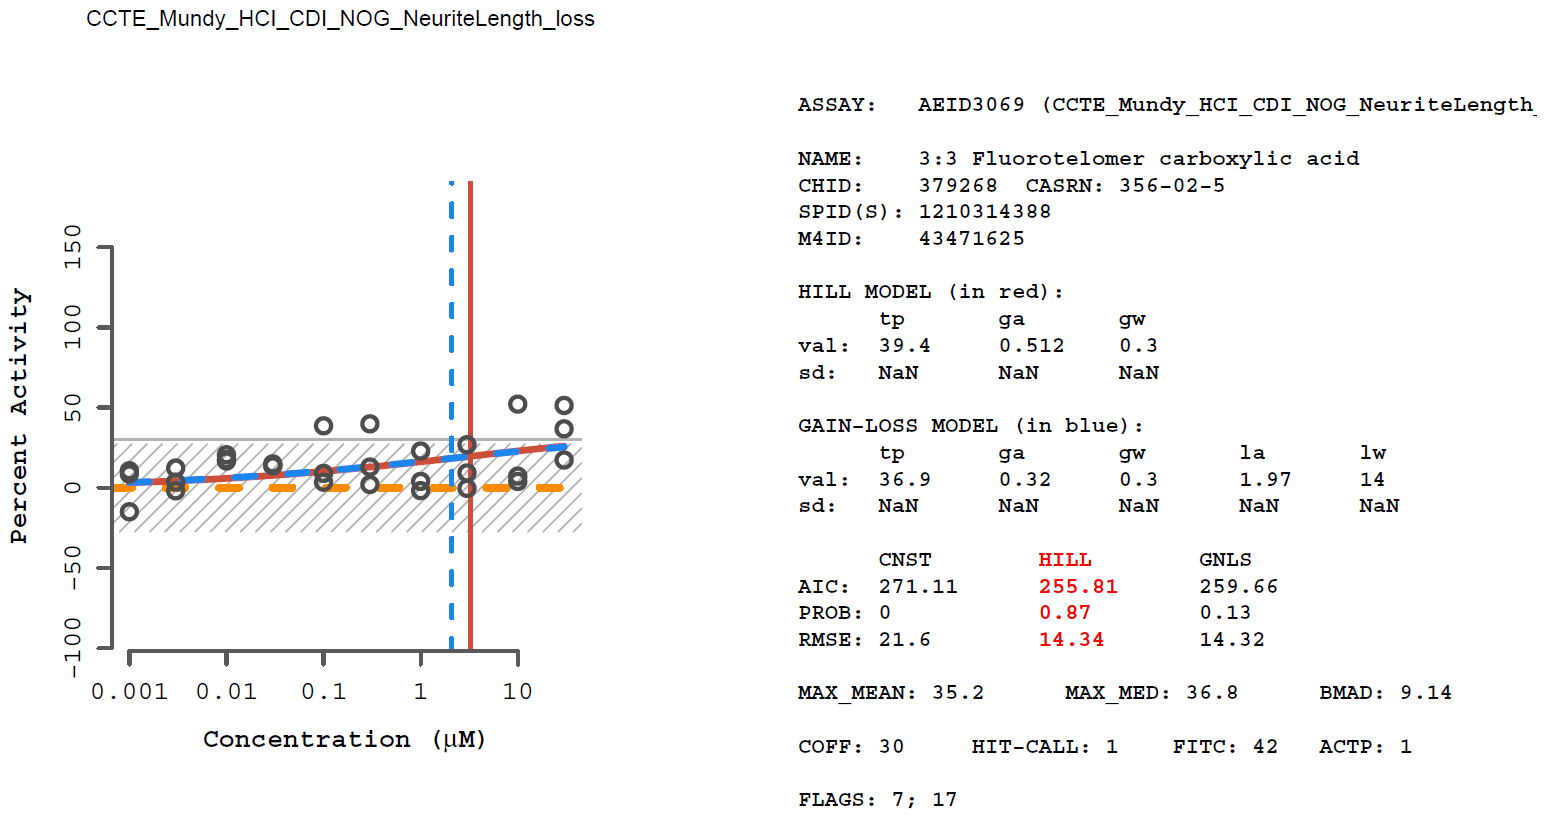 CCTE_Mundy_HCI_CDI_NOG_NeuriteLength_loss
Percent Activity
150
100
50
0
-50
-100
0.001 0.01 0.1 1 10
Concentration (μM)
ASSAY: AEID3069 (CCTE_Mundy_HCI_CDI_NOG_NeuriteLength_
NAME: 3:3 Fluorotelomer carboxylic acid
CHID: 379268 CASRN: 356-02-5
SPID(S): 1210314388
M4ID: 43471625
HILL MODEL (in red):
tp ga gw
val: 39.4 0.512 0.3
sd: NaN NaN NaN
GAIN-LOSS MODEL (in blue):
tp ga gw la lw
val: 36.9 0.32 0.3 1.97 14
sd: NaN NaN NaN NaN NaN
CNST HILL GNLS
AIC: 271.11 255.81 259.66
PROB: 0 0.87 0.13
RMSE: 21.6 14.34 14.32
MAX_MEAN: 35.2 MAX_MED: 36.8 BMAD: 9.14
COFF: 30 HIT-CALL: 1 FITC: 42 ACTP: 1
FLAGS: 7; 17